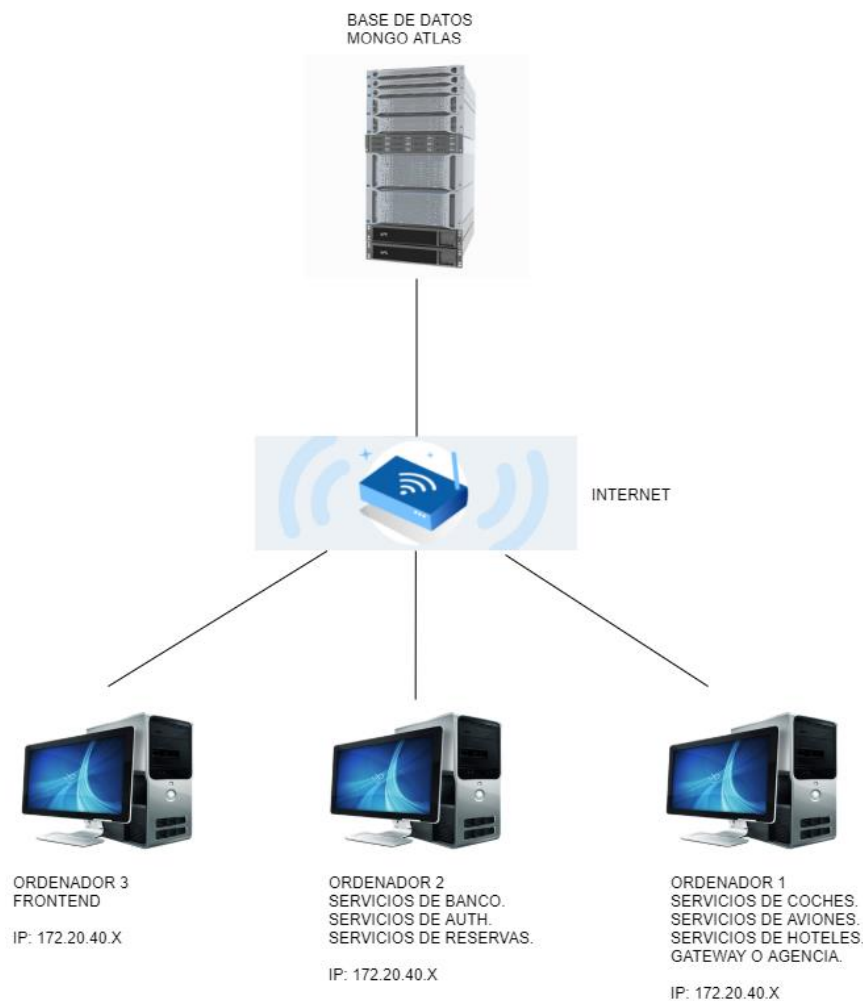 BASE DE DATOS
MONGO ATLAS
INTERNET
ORDENADOR 3
FRONTEND
IP: 172.20.40.X
ORDENADOR 2
SERVICIOS DE BANCO.
SERVICIOS DE AUTH.
SERVICIOS DE RESERVAS.
IP: 172.20.40.X
ORDENADOR 1
SERVICIOS DE COCHES.
SERVICIOS DE AVIONES.
SERVICIOS DE HOTELES.
GATEWAY O AGENCIA.
IP: 172.20.40.X